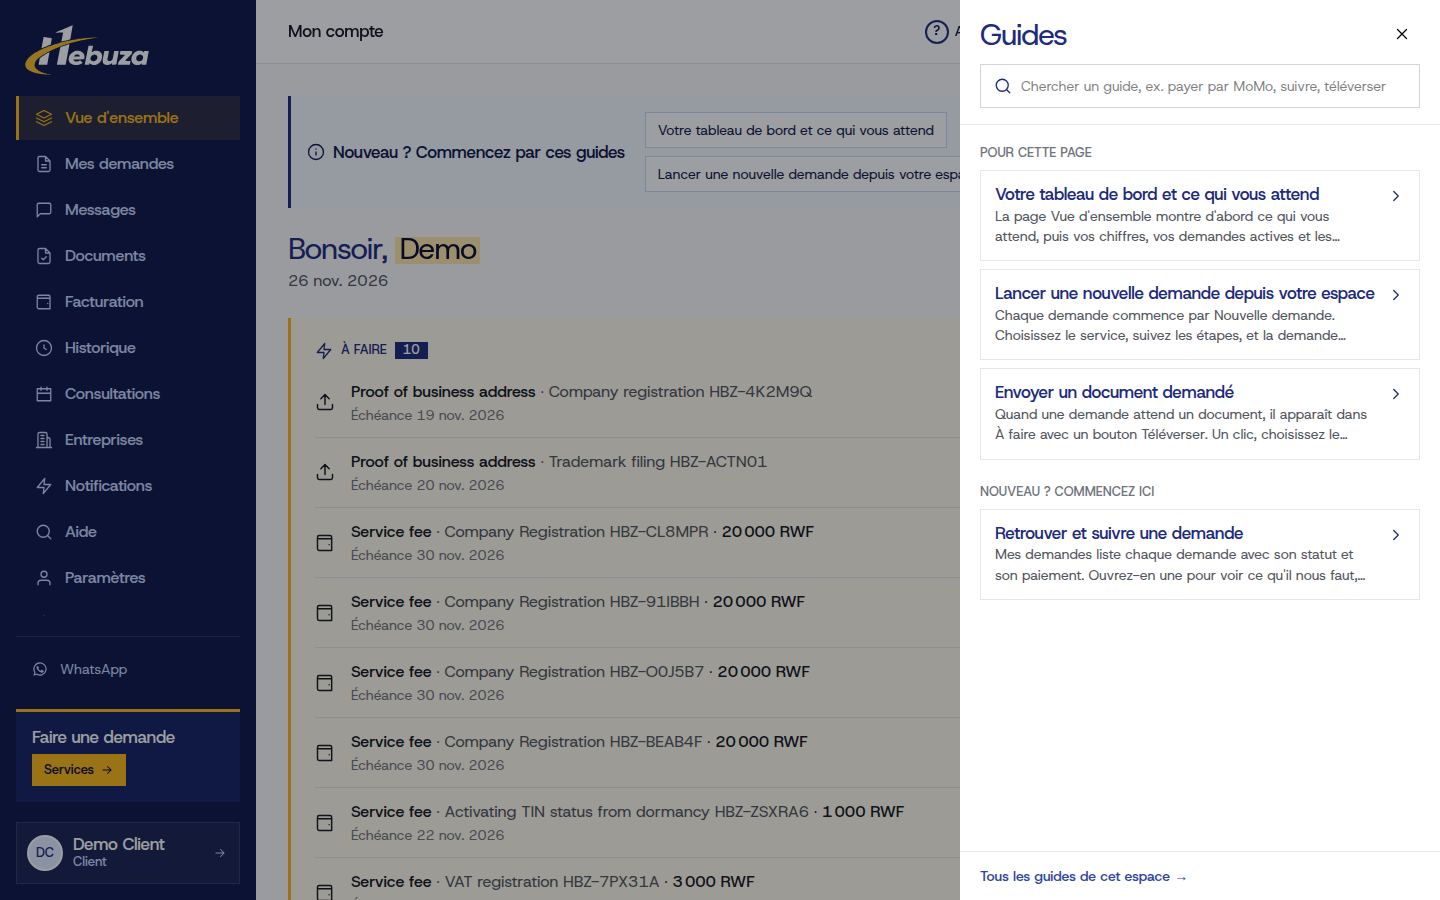 Hebuza
Vue d'ensemble
Mes demandes
Messages
Documents
Facturation
Historique
Consultations
Entreprises
Notifications
Aide
Paramètres
WhatsApp
Faire une demande
Services →
DC
Demo Client
Client
Mon compte
?
Nouveau ? Commencez par ces guides
Votre tableau de bord et ce qui vous attend
Lancer une nouvelle demande depuis votre
Bonsoir, Demo
26 nov. 2026
À FAIRE 10
Proof of business address · Company registration HBZ-4K2M9Q
Échéance 19 nov. 2026
Proof of business address · Trademark filing HBZ-ACTN01
Échéance 20 nov. 2026
Service fee · Company Registration HBZ-CL8MPR · 20 000 RWF
Échéance 30 nov. 2026
Service fee · Company Registration HBZ-91IBBH · 20 000 RWF
Échéance 30 nov. 2026
Service fee · Company Registration HBZ-O0J5B7 · 20 000 RWF
Échéance 30 nov. 2026
Service fee · Company Registration HBZ-BEAB4F · 20 000 RWF
Échéance 30 nov. 2026
Service fee · Activating TIN status from dormancy HBZ-ZSXRA6 · 1 000 RWF
Échéance 22 nov. 2026
Service fee · VAT registration HBZ-7PX31A · 3 000 RWF
Guides
Chercher un guide, ex. payer par MoMo, suivre, téléverser
POUR CETTE PAGE
Votre tableau de bord et ce qui vous attend
La page Vue d'ensemble montre d'abord ce qui vous
attend, puis vos chiffres, vos demandes actives et les…
Lancer une nouvelle demande depuis votre espace
Chaque demande commence par Nouvelle demande.
Choisissez le service, suivez les étapes, et la demande…
Envoyer un document demandé
Quand une demande attend un document, il apparaît dans
À faire avec un bouton Téléverser. Un clic, choisissez le…
NOUVEAU ? COMMENCEZ ICI
Retrouver et suivre une demande
Mes demandes liste chaque demande avec son statut et
son paiement. Ouvrez-en une pour voir ce qu'il nous faut,…
Tous les guides de cet espace →